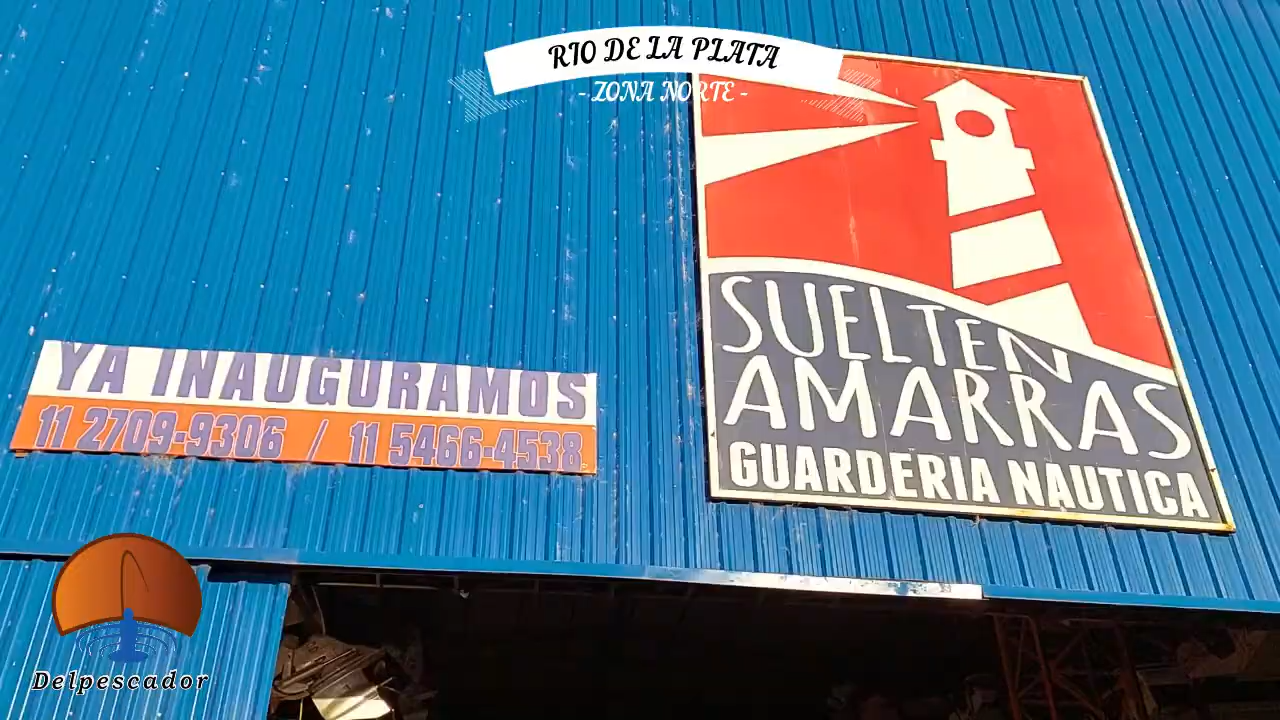 RIO DE LA PLATA
- ZONA NORTE -
SUELTEN
AMARRAS
GUARDERIA NAUTICA
YA INAUGURAMOS
11 2709-9306 / 11 5466-4538
Delpescador